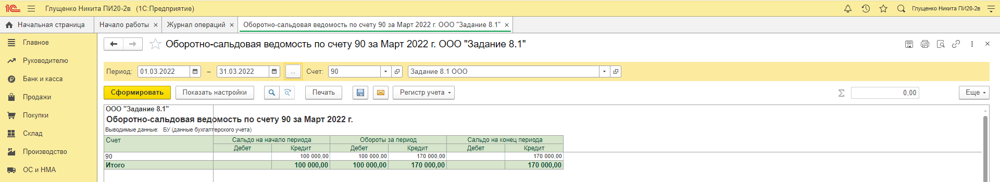 1С Глущенко Никита ПИ20-2в (1С:Предприятие) Глущенко Никита ПИ20-2в
Начальная страница Начало работы × Журнал операций × Оборотно-сальдовая ведомость по счету 90 за Март 2022 г. ООО "Задание 8.1" ×
Главное
Руководителю
Банк и касса
Продажи
Покупки
Склад
Производство
ОС и НМА
Оборотно-сальдовая ведомость по счету 90 за Март 2022 г. ООО "Задание 8.1"
Период: 01.03.2022 – 31.03.2022 ... Счет: 90 Задание 8.1 ООО
Сформировать Показать настройки Печать Регистр учета Σ 0,00 Еще
ООО "Задание 8.1"
Оборотно-сальдовая ведомость по счету 90 за Март 2022 г.
Выводимые данные: БУ (данные бухгалтерского учета)
Счет Сальдо на начало периода Обороты за период Сальдо на конец периода
Дебет Кредит Дебет Кредит Дебет Кредит
90 100 000,00 100 000,00 170 000,00 170 000,00
Итого 100 000,00 100 000,00 170 000,00 170 000,00